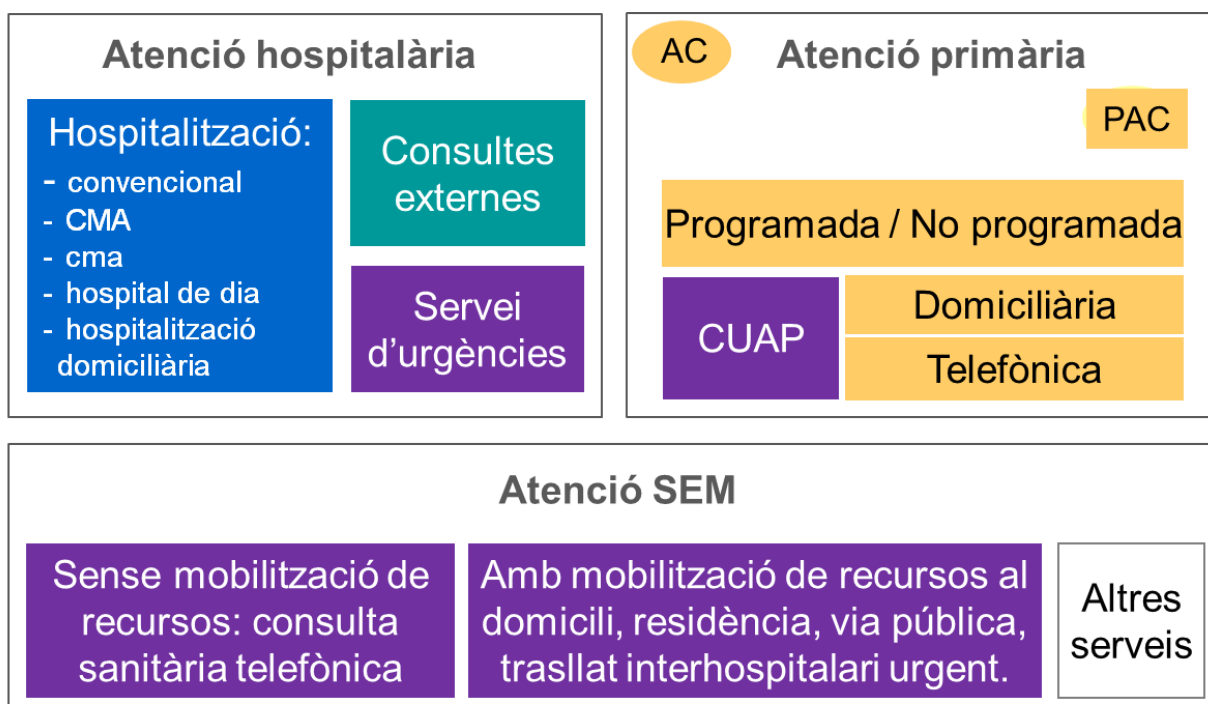 Atenció hospitalària
Hospitalització:
- convencional
- CMA
- cma
- hospital de dia
- hospitalització
domiciliària
Consultes
externes
Servei
d’urgències
AC
Atenció primària
PAC
Programada / No programada
CUAP
Domiciliària
Telefònica
Atenció SEM
Sense mobilització de
recursos: consulta
sanitària telefònica
Amb mobilització de recursos al
domicili, residència, via pública,
trasllat interhospitalari urgent.
Altres
serveis